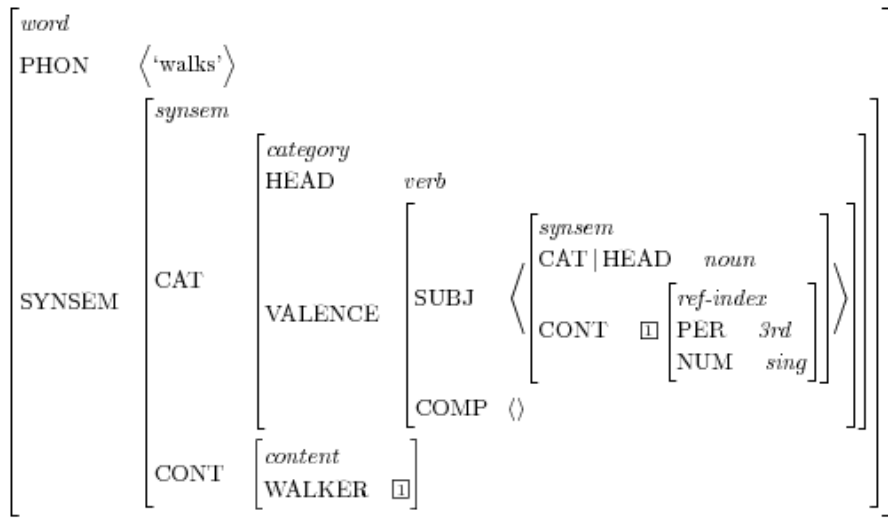 word
PHON ⟨‘walks’⟩
synsem
category
HEAD verb
synsem
CAT | HEAD noun
CAT
SUBJ
ref-index
SYNSEM
VALENCE
CONT 1 PER 3rd
NUM sing
COMP ⟨⟩
content
CONT
WALKER 1